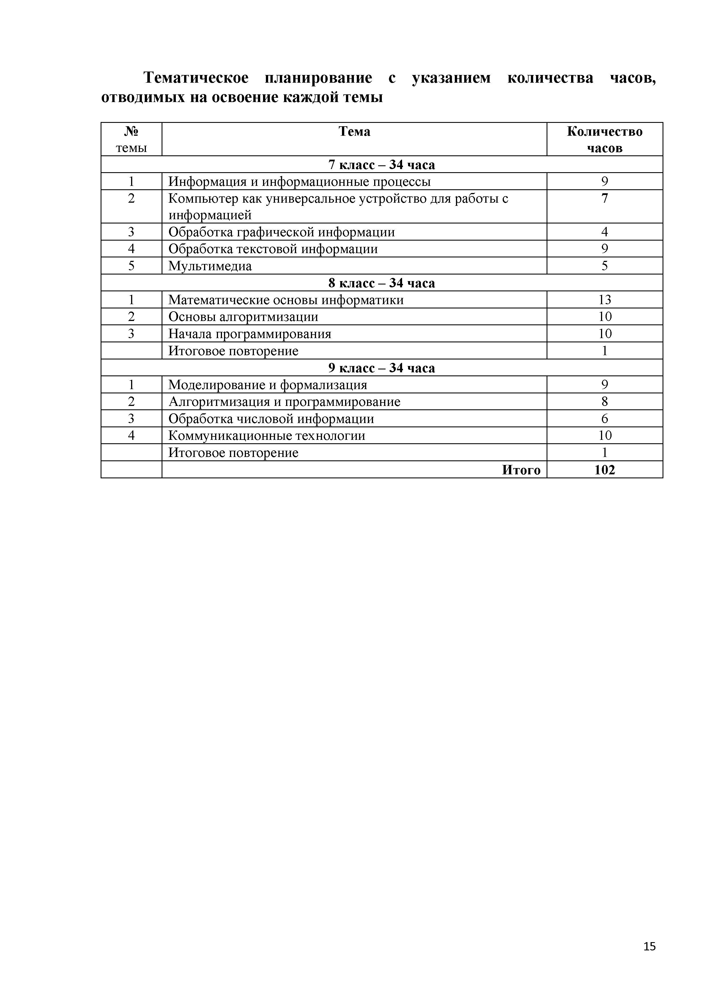 Тематическое планирование с указанием количества часов,
отводимых на освоение каждой темы
№ Тема Количество
темы часов
7 класс – 34 часа
1 Информация и информационные процессы 9
2 Компьютер как универсальное устройство для работы с 7
информацией
3 Обработка графической информации 4
4 Обработка текстовой информации 9
5 Мультимедиа 5
8 класс – 34 часа
1 Математические основы информатики 13
2 Основы алгоритмизации 10
3 Начала программирования 10
Итоговое повторение 1
9 класс – 34 часа
1 Моделирование и формализация 9
2 Алгоритмизация и программирование 8
3 Обработка числовой информации 6
4 Коммуникационные технологии 10
Итоговое повторение 1
Итого 102
15